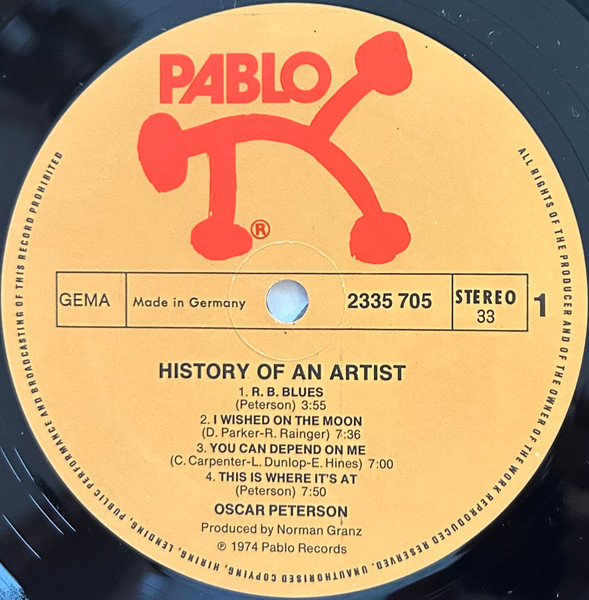 PABLO
®
GEMA
Made in Germany
2335 705
STEREO
33
1
HISTORY OF AN ARTIST
1. R. B. BLUES
(Peterson) 3:55
2. I WISHED ON THE MOON
(D. Parker-R. Rainger) 7:36
3. YOU CAN DEPEND ON ME
(C. Carpenter-L. Dunlop-E. Hines) 7:00
4. THIS IS WHERE IT'S AT
(Peterson) 7:50
OSCAR PETERSON
Produced by Norman Granz
℗ 1974 Pablo Records
ALL RIGHTS OF THE PRODUCER AND OF THE OWNER OF THE WORK REPRODUCED RESERVED. UNAUTHORISED COPYING, HIRING, LENDING, PUBLIC PERFORMANCE AND BROADCASTING OF THIS RECORD PROHIBITED